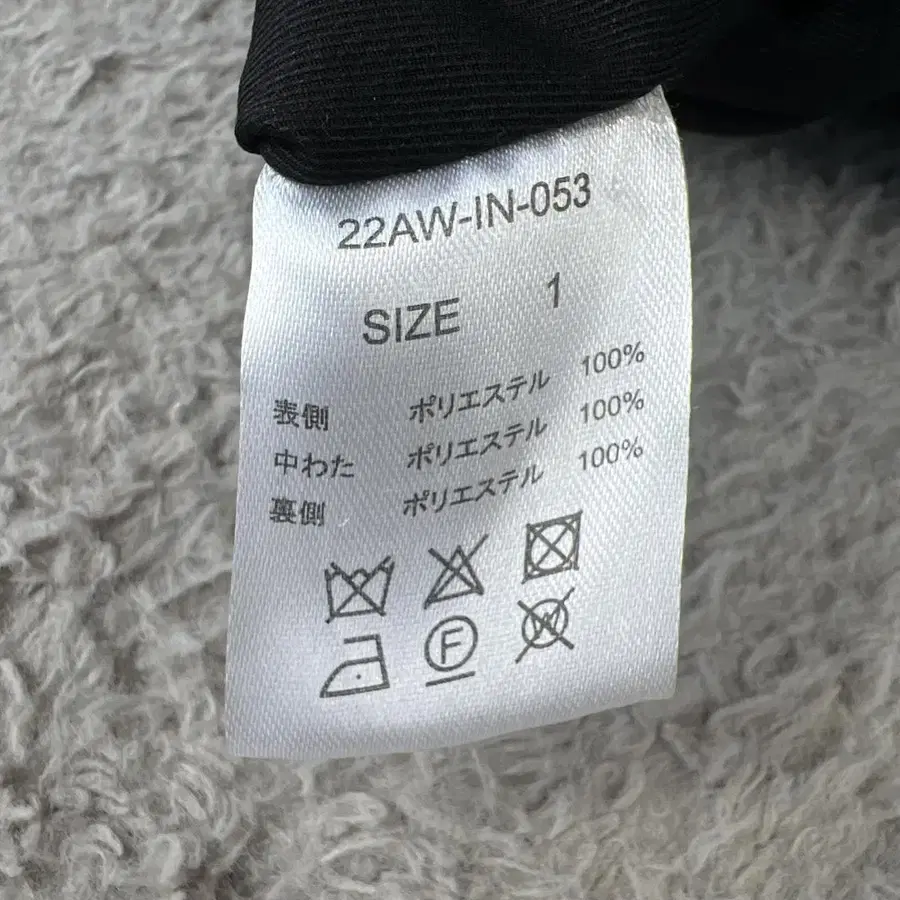 22AW-IN-053
SIZE 1
表側 ポリエステル 100%
中わた ポリエステル 100%
裏側 ポリエステル 100%
F W